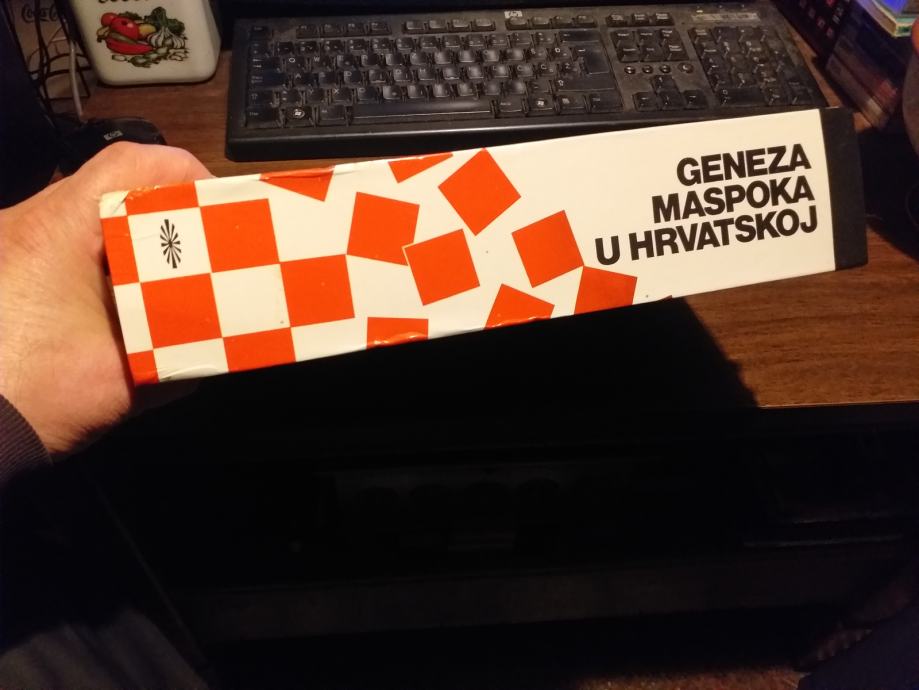 GENEZA
MASPOKA
U HRVATSKOJ